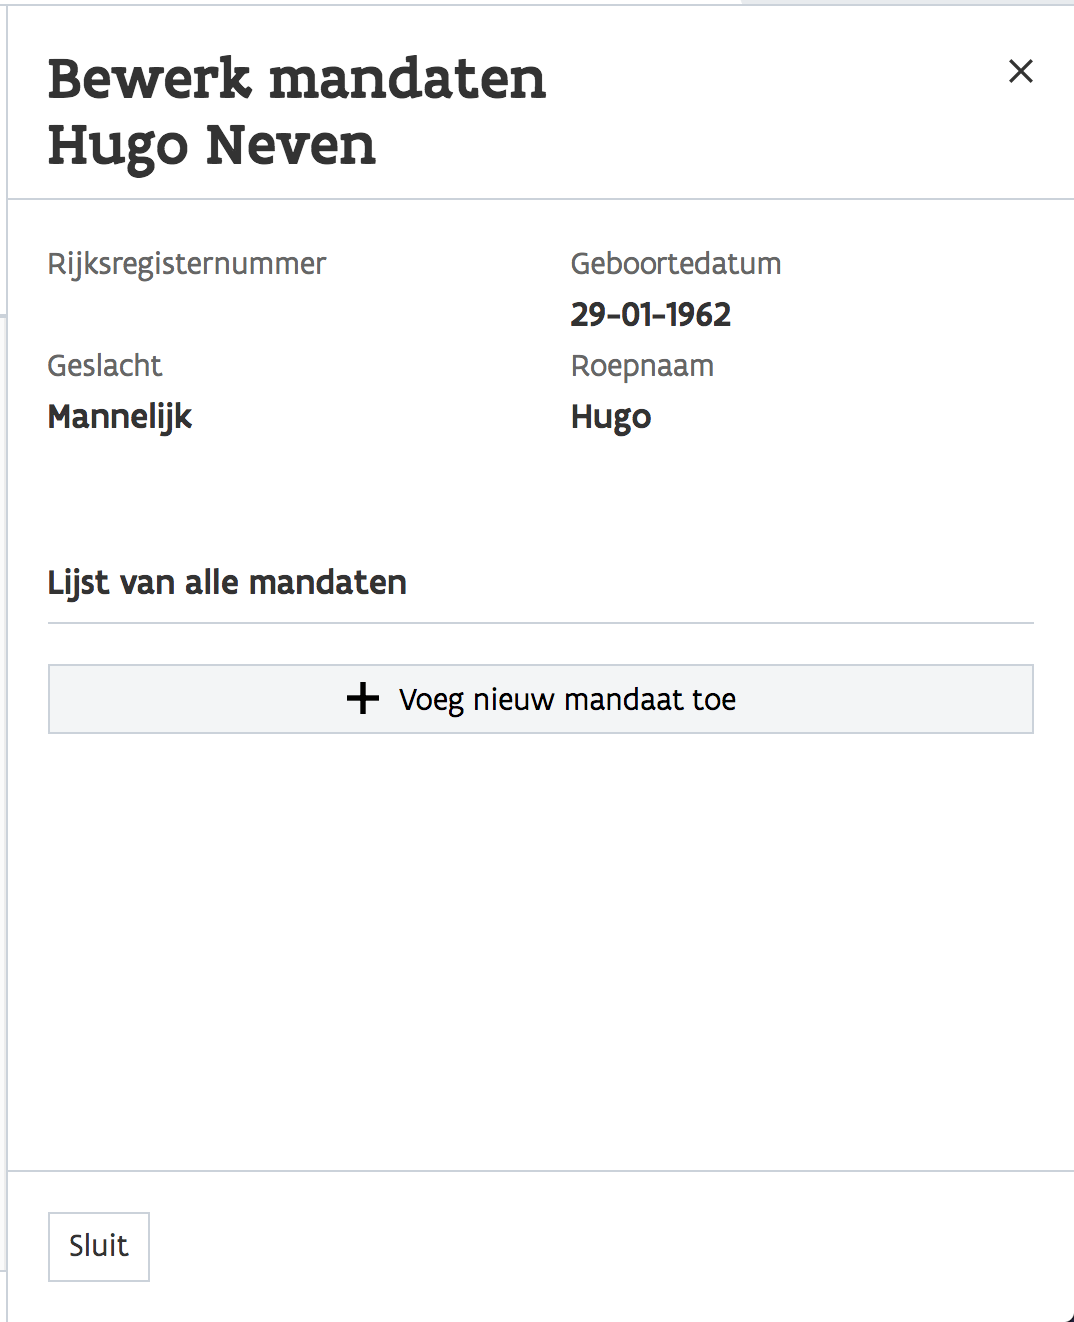 Bewerk mandaten
Hugo Neven
Rijksregisternummer
Geboortedatum
29-01-1962
Geslacht
Mannelijk
Roepnaam
Hugo
Lijst van alle mandaten
Voeg nieuw mandaat toe
Sluit